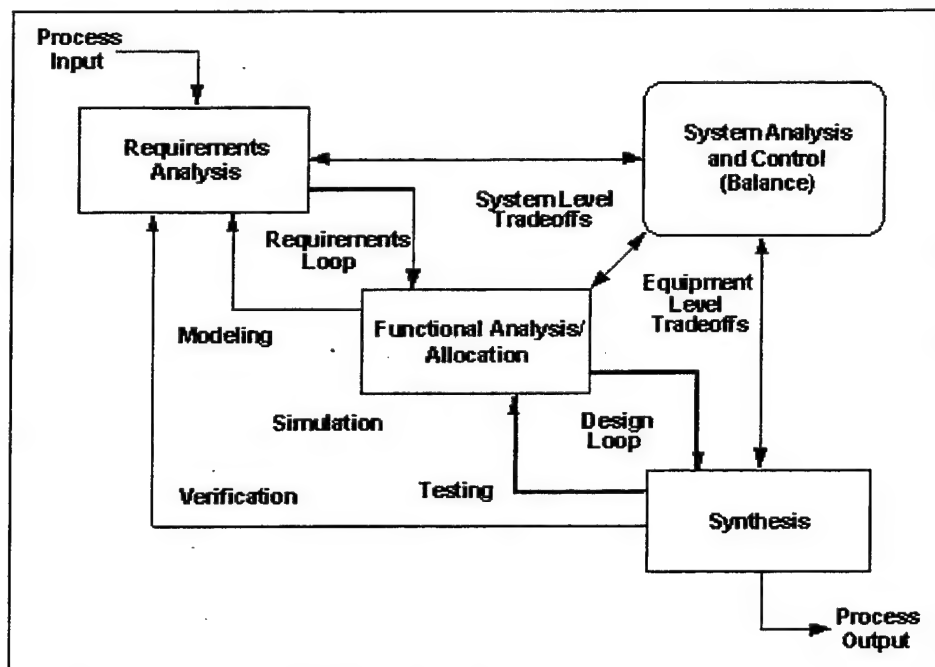 Process
Input
Requirements
Analysis
System Analysis
and Control
(Balance)
System Level
Tradeoffs
Requirements
Loop
Equipment
Level
Tradeoffs
Modeling
Functional Analysis/
Allocation
Simulation
Design
Loop
Verification
Testing
Synthesis
Process
Output